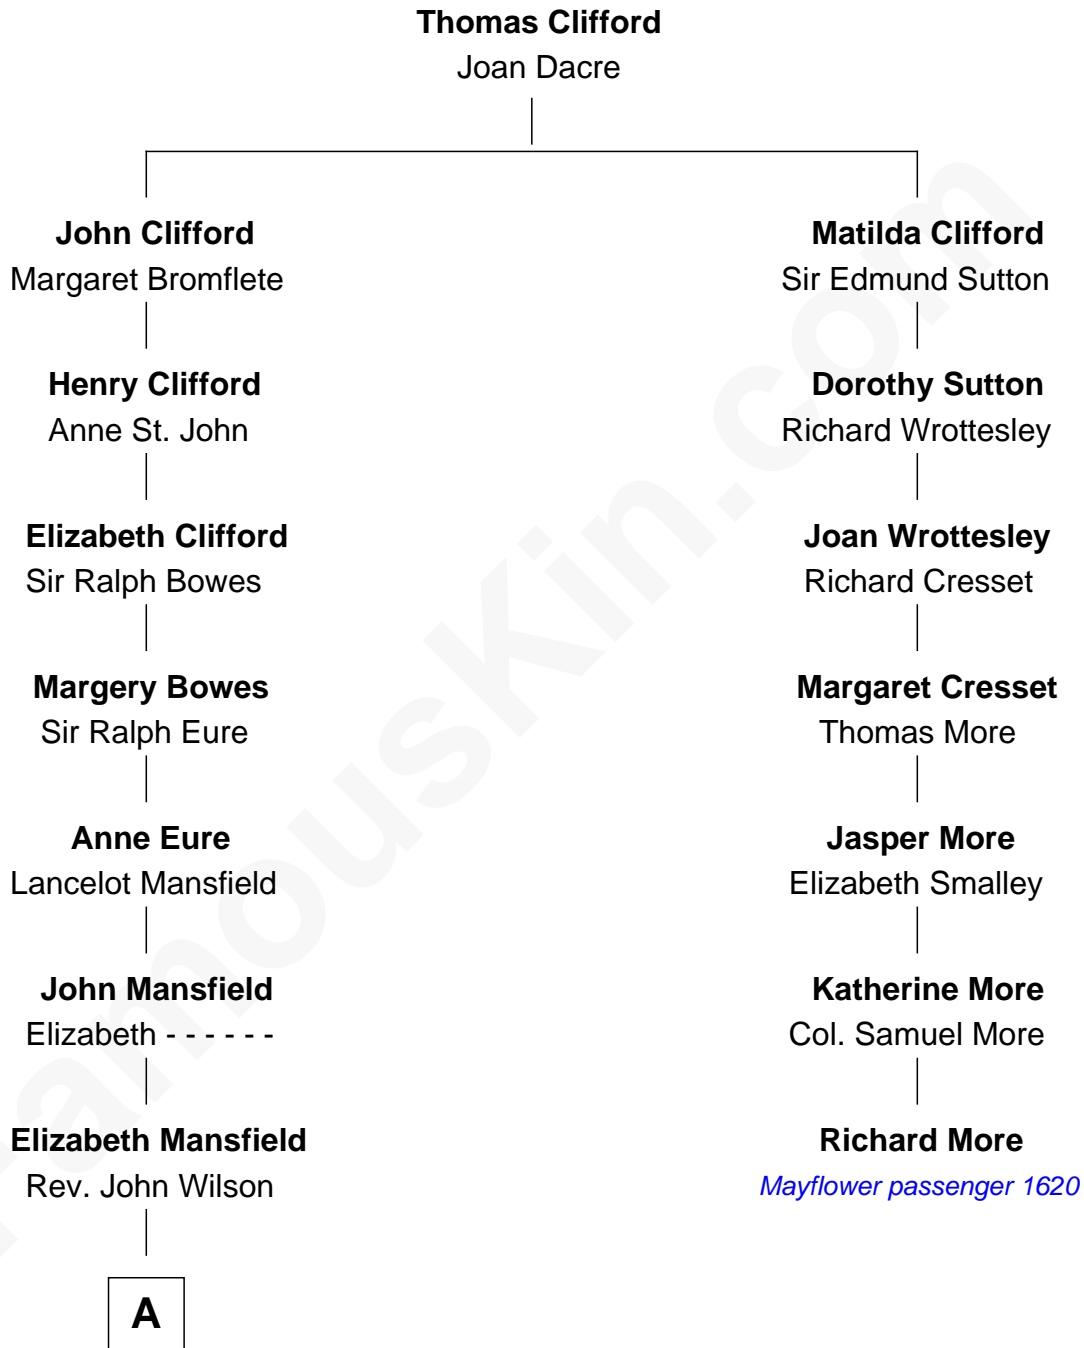 Thomas Clifford
Joan Dacre
John Clifford
Margaret Bromflete
Matilda Clifford
Sir Edmund Sutton
Henry Clifford
Anne St. John
Dorothy Sutton
Richard Wrottesley
Elizabeth Clifford
Sir Ralph Bowes
Joan Wrottesley
Richard Cresset
Margery Bowes
Sir Ralph Eure
Margaret Cresset
Thomas More
Anne Eure
Lancelot Mansfield
Jasper More
Elizabeth Smalley
John Mansfield
Elizabeth - - - - - -
Katherine More
Col. Samuel More
Elizabeth Mansfield
Rev. John Wilson
Richard More
Mayflower passenger 1620
A
FamousKin.com